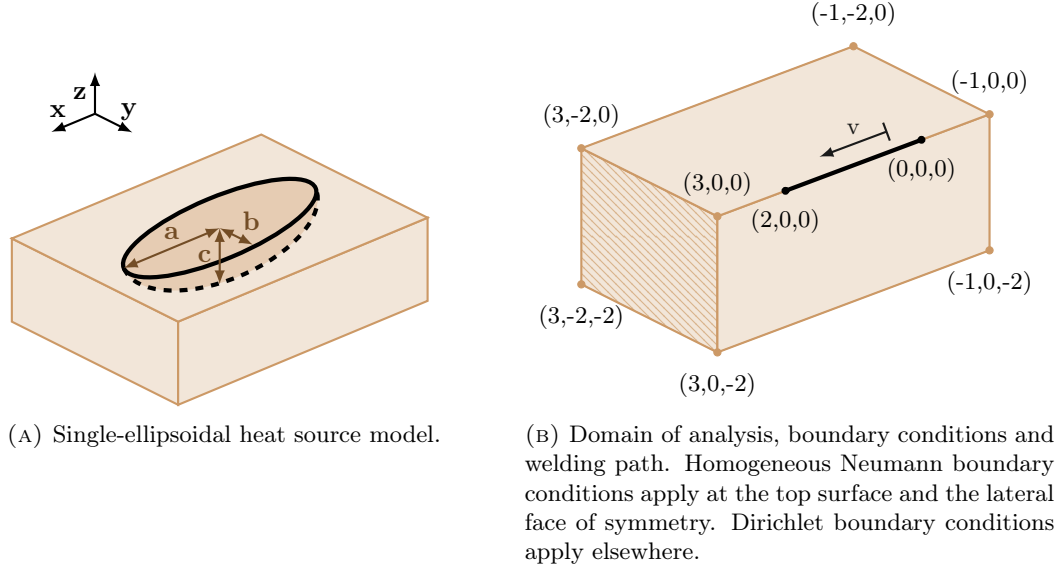 z
x
y
a
b
c
(A) Single-ellipsoidal heat source model.
(-1,-2,0)
(-1,0,0)
(3,-2,0)
v
(0,0,0)
(3,0,0)
(2,0,0)
(-1,0,-2)
(3,-2,-2)
(3,0,-2)
(B) Domain of analysis, boundary conditions and
welding path. Homogeneous Neumann boundary
conditions apply at the top surface and the lateral
face of symmetry. Dirichlet boundary conditions
apply elsewhere.